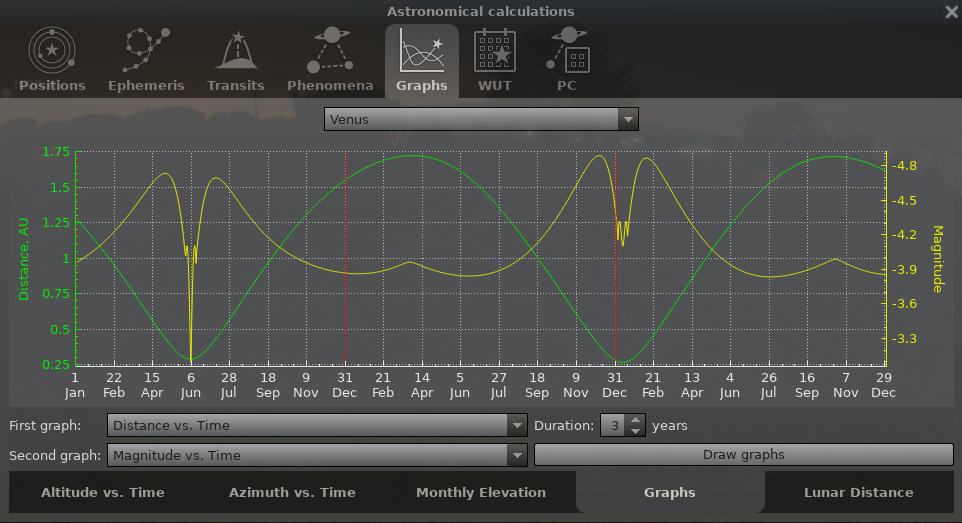 Astronomical calculations
Positions Ephemeris Transits Phenomena Graphs WUT PC
Venus
W
1.75 1.5 1.25 1 0.75 0.5 0.25
Distance, AU
-4.8 -4.5 -4.2 -3.9 -3.6 -3.3
Magnitude
1 22 15 6 28 18 9 31 21 14 5 27 18 9 31 21 13 4 26 16 7 29
Jan Feb Apr Jun Jul Sep Nov Dec Feb Apr Jun Jul Sep Nov Dec Feb Apr Jun Jul Sep Nov Dec
First graph: Distance vs. Time Duration: 3 years
Second graph: Magnitude vs. Time Draw graphs
Altitude vs. Time Azimuth vs. Time Monthly Elevation Graphs Lunar Distance